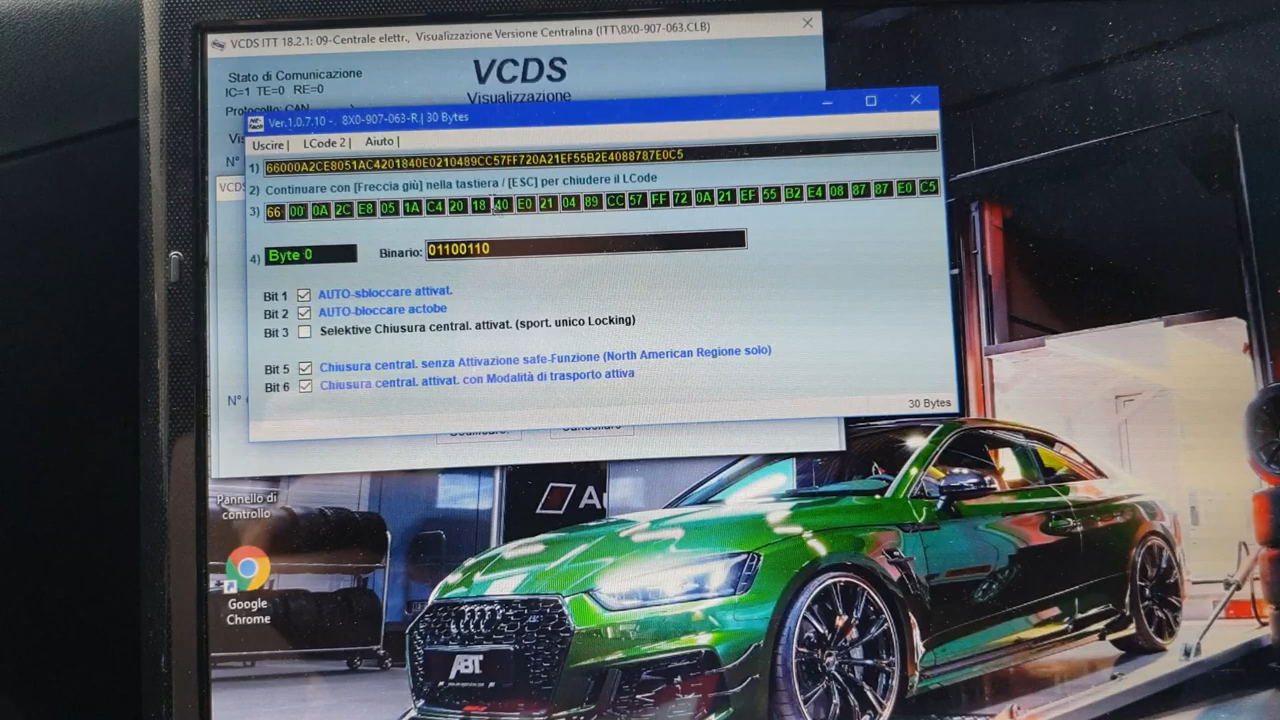 VCDS ITT 18.2.1: 09-Centrale elettr., Visualizzazione Versione Centralina (ITT\8X0-907-063.CLB)
Stato di Comunicazione
IC=1 TE=0 RE=0
VCDS
Visualizzazione
Protocollo: CAN
Ver.1,0.7.10 -. 8X0-907-063-R | 30 Bytes
Uscire | LCode 2 | Aiuto |
N°
1) 66000A2CE8051AC4201840E0210489CC57FF720A21EF55B2E4088787E0C5
VCDS
2) Continuare con [Freccia giù] nella tastiera / [ESC] per chiudere il LCode
3) 66 00 0A 2C E8 05 1A C4 20 18 40 E0 21 04 89 CC 57 FF 72 0A 21 EF 55 B2 E4 08 87 87 E0 C5
4) Byte 0 Binario: 01100110
Bit 1 AUTO-sbloccare attivat.
Bit 2 AUTO-bloccare actobe
Bit 3 Selektive Chiusura central. attivat. (sport. unico Locking)
Bit 5 Chiusura central. senza Attivazione safe-Funzione (North American Regione solo)
Bit 6 Chiusura central. attivat. con Modalità di trasporto attiva
N°
30 Bytes
Pannello di
controllo
Google
Chrome
ABT